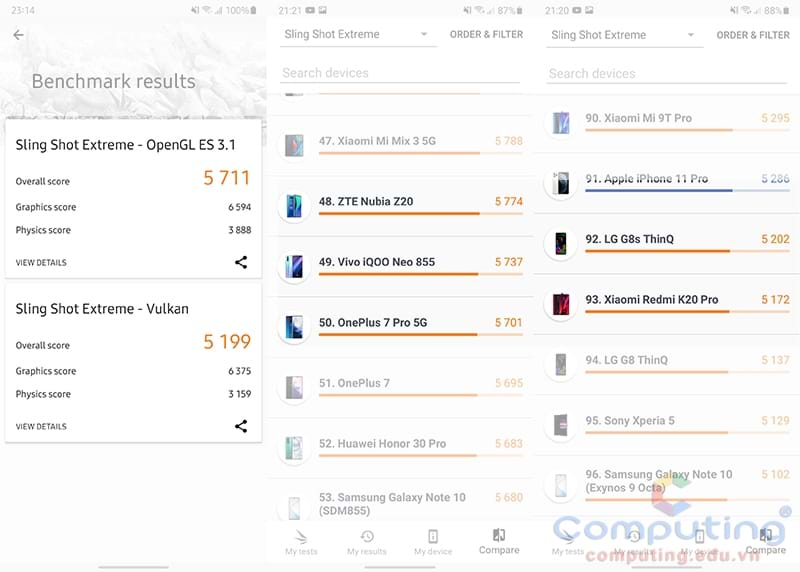 23:14
100%
Benchmark results
Sling Shot Extreme - OpenGL ES 3.1
Overall score 5 711
Graphics score 6 594
Physics score 3 888
VIEW DETAILS
Sling Shot Extreme - Vulkan
Overall score 5 199
Graphics score 6 375
Physics score 3 159
VIEW DETAILS
21:21
87%
Sling Shot Extreme ORDER & FILTER
Search devices
47. Xiaomi Mi Mix 3 5G 5 788
48. ZTE Nubia Z20 5 774
49. Vivo iQOO Neo 855 5 737
50. OnePlus 7 Pro 5G 5 701
51. OnePlus 7 5 695
52. Huawei Honor 30 Pro 5 683
53. Samsung Galaxy Note 10 5 680
(SDM855)
My tests My results My device Compare
21:20
88%
Sling Shot Extreme ORDER & FILTER
Search devices
90. Xiaomi Mi 9T Pro 5 295
91. Apple iPhone 11 Pro 5 286
92. LG G8s ThinQ 5 202
93. Xiaomi Redmi K20 Pro 5 172
94. LG G8 ThinQ 5 137
95. Sony Xperia 5 5 129
96. Samsung Galaxy Note 10 5 102
(Exynos 9 Octa)
My tests My results My device Compare
Computing®
computing.edu.vn